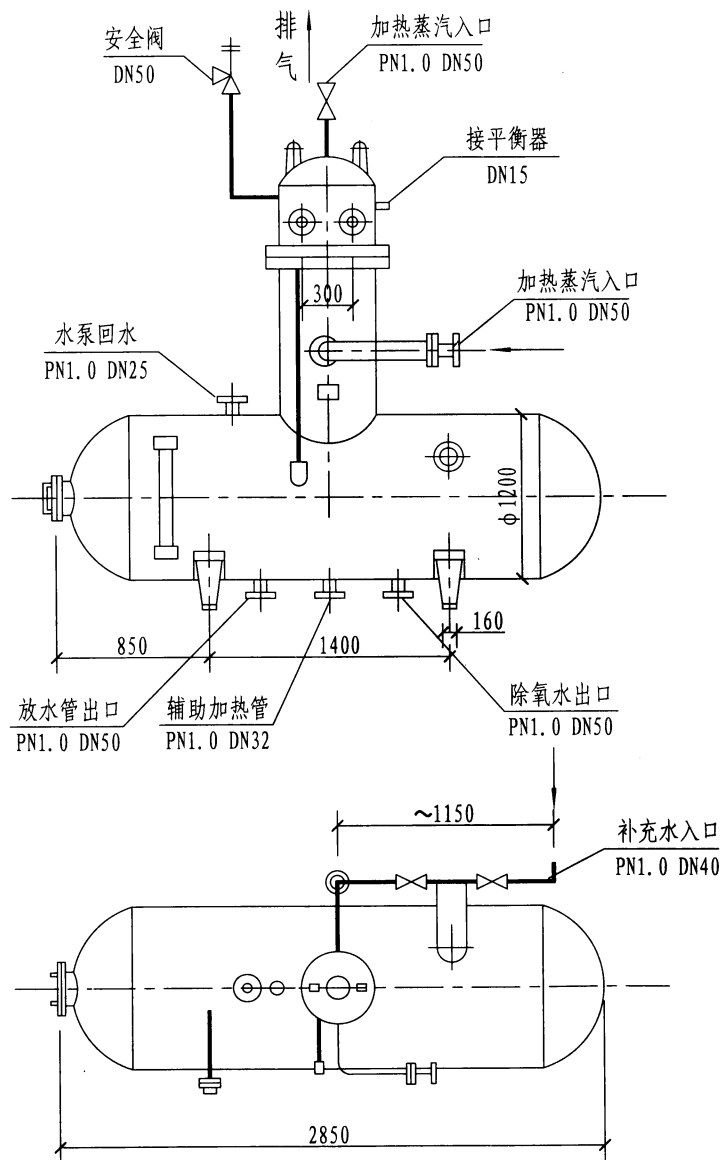 安全阀
DN50
排气
加热蒸汽入口
PN1.0 DN50
接平衡器
DN15
加热蒸汽入口
PN1.0 DN50
300
水泵回水
PN1.0 DN25
ϕ1200
160
850
1400
放水管出口
PN1.0 DN50
辅助加热管
PN1.0 DN32
除氧水出口
PN1.0 DN50
~1150
补充水入口
PN1.0 DN40
2850